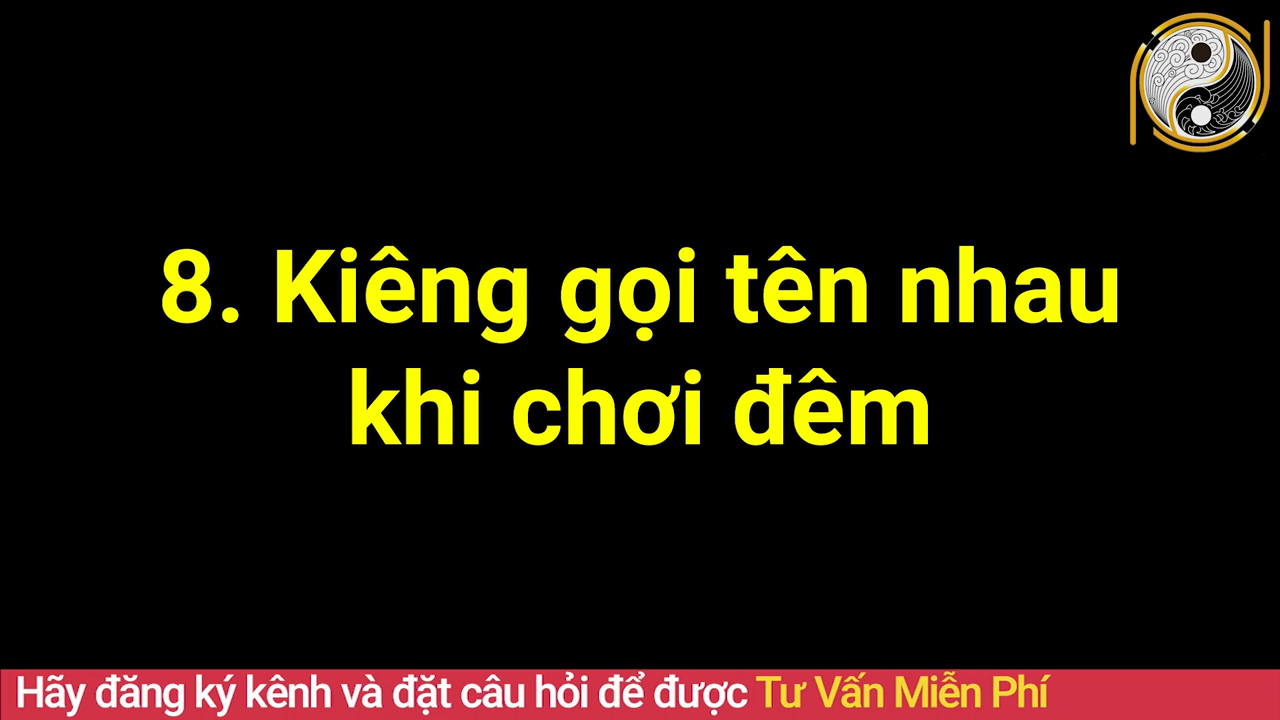 8. Kiêng gọi tên nhau
khi chơi đêm
Hãy đăng ký kênh và đặt câu hỏi để được Tư Vấn Miễn Phí